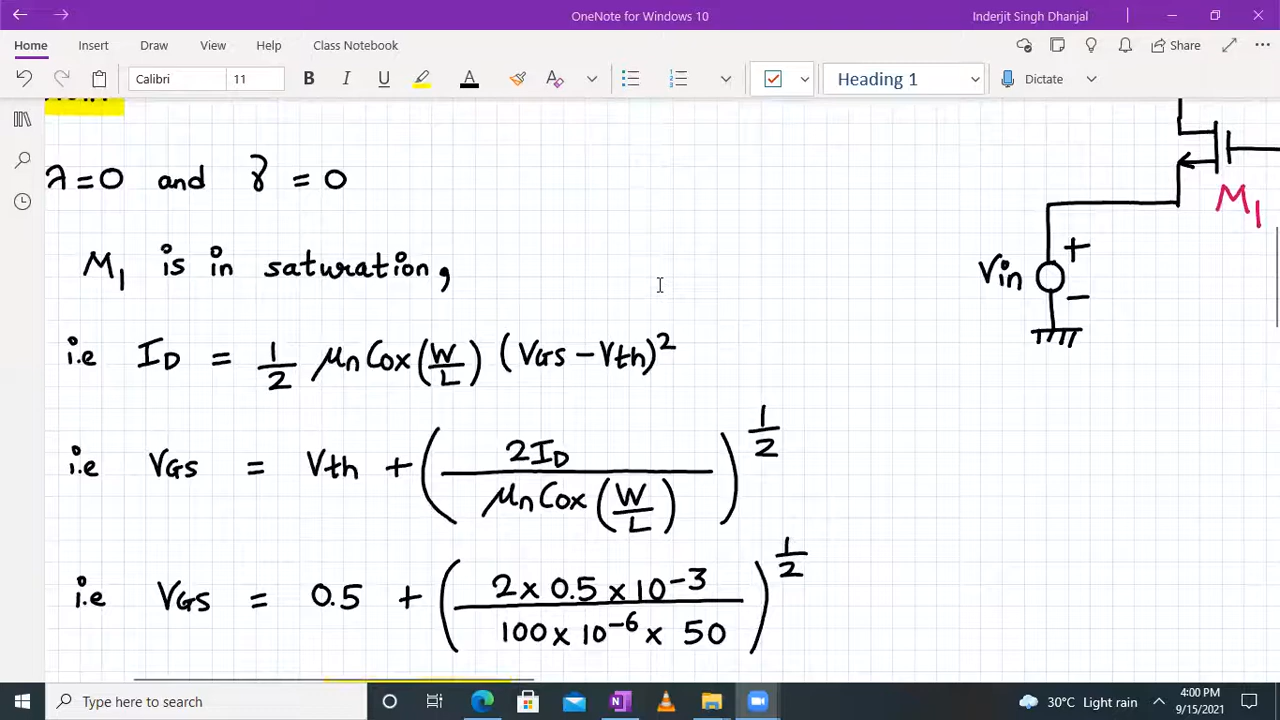 OneNote for Windows 10
Inderjit Singh Dhanjal
Home Insert Draw View Help Class Notebook Share
Calibri 11 B I U A Heading 1 Dictate
λ=0 and γ = 0
M1 is in saturation,
i.e ID = 1/2 μnCox(W/L) (VGS - Vth)^2
i.e VGS = Vth + (2ID / μnCox(W/L))^1/2
i.e VGS = 0.5 + (2 x 0.5 x 10^-3 / 100 x 10^-6 x 50)^1/2
M1
Vin + -
Type here to search
30°C Light rain
4:00 PM
9/15/2021